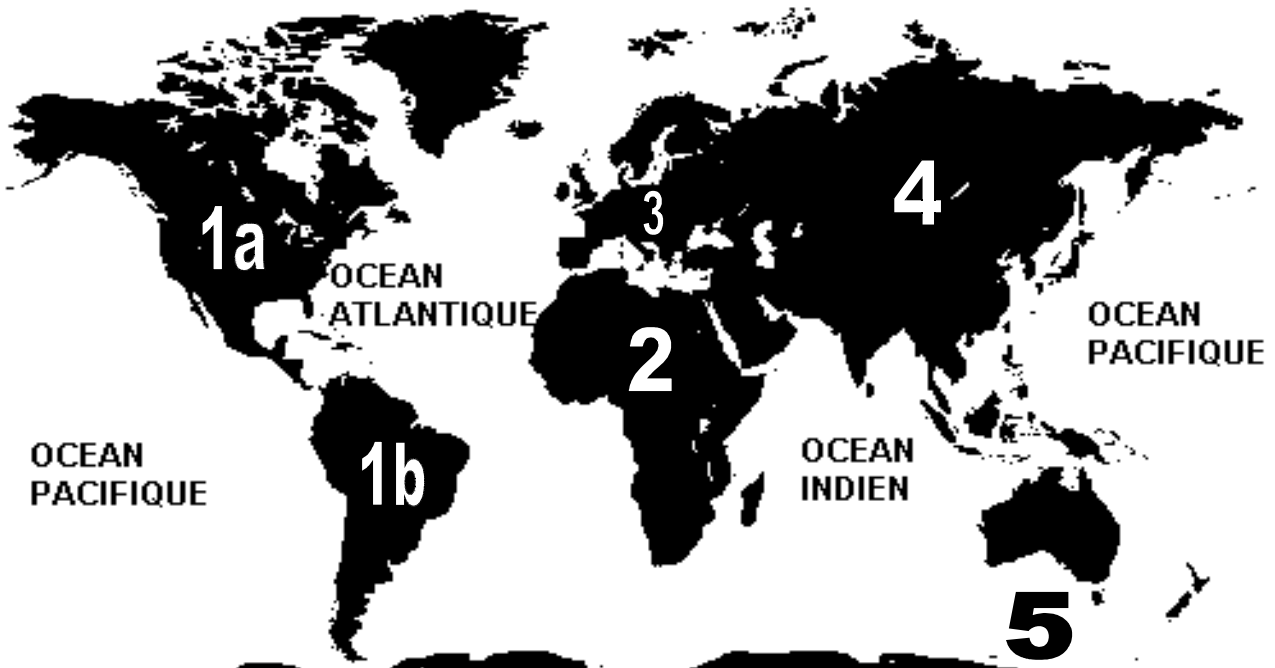 4
3
1a
OCEAN
ATLANTIQUE
OCEAN
PACIFIQUE
2
OCEAN
PACIFIQUE
1b
OCEAN
INDIEN
5